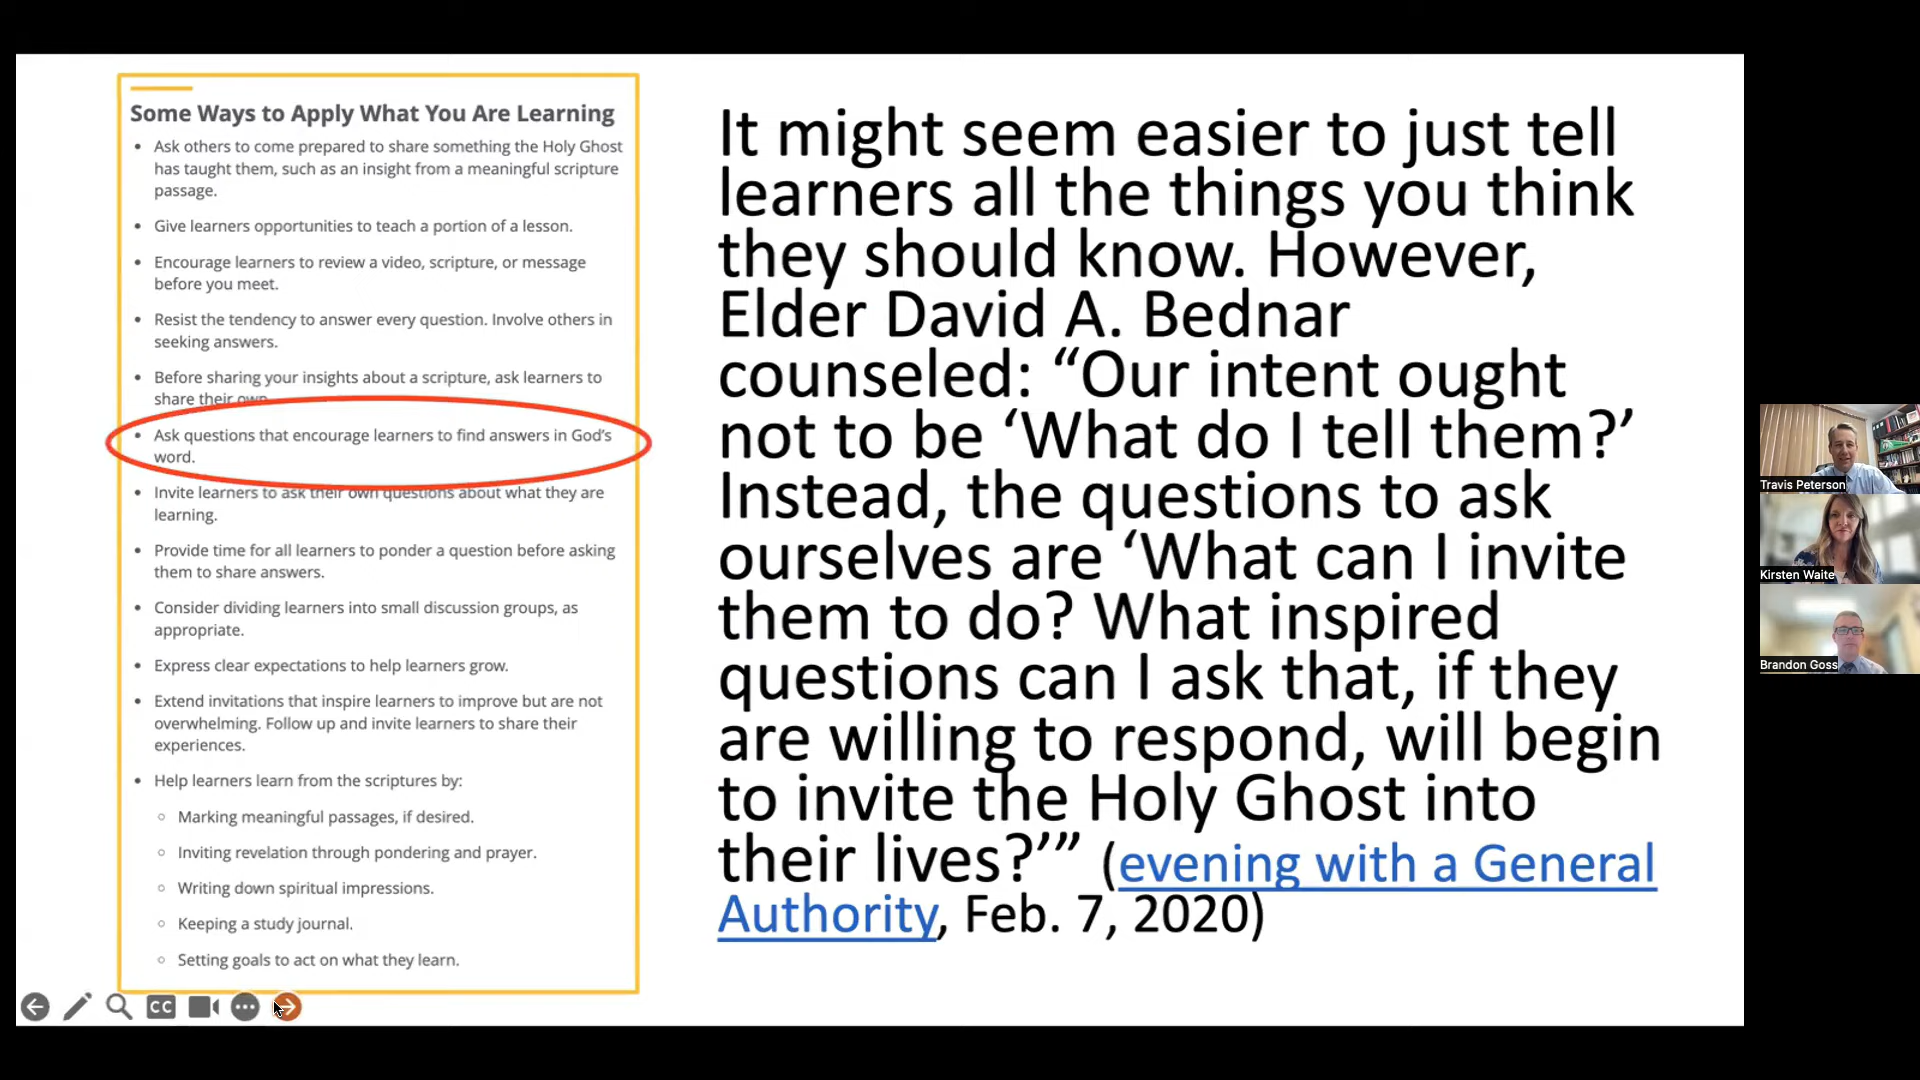 Some Ways to Apply What You Are Learning
• Ask others to come prepared to share something the Holy Ghost
has taught them, such as an insight from a meaningful scripture
passage.
• Give learners opportunities to teach a portion of a lesson.
• Encourage learners to review a video, scripture, or message
before you meet.
• Resist the tendency to answer every question. Involve others in
seeking answers.
• Before sharing your insights about a scripture, ask learners to
share their own.
• Ask questions that encourage learners to find answers in God's
word.
• Invite learners to ask their own questions about what they are
learning.
• Provide time for all learners to ponder a question before asking
them to share answers.
• Consider dividing learners into small discussion groups, as
appropriate.
• Express clear expectations to help learners grow.
• Extend invitations that inspire learners to improve but are not
overwhelming. Follow up and invite learners to share their
experiences.
• Help learners learn from the scriptures by:
○ Marking meaningful passages, if desired.
○ Inviting revelation through pondering and prayer.
○ Writing down spiritual impressions.
○ Keeping a study journal.
○ Setting goals to act on what they learn.
It might seem easier to just tell
learners all the things you think
they should know. However,
Elder David A. Bednar
counseled: “Our intent ought
not to be ‘What do I tell them?’
Instead, the questions to ask
ourselves are ‘What can I invite
them to do? What inspired
questions can I ask that, if they
are willing to respond, will begin
to invite the Holy Ghost into
their lives?’” (evening with a General
Authority, Feb. 7, 2020)
Travis Peterson
Kirsten Waite
Brandon Goss
CC